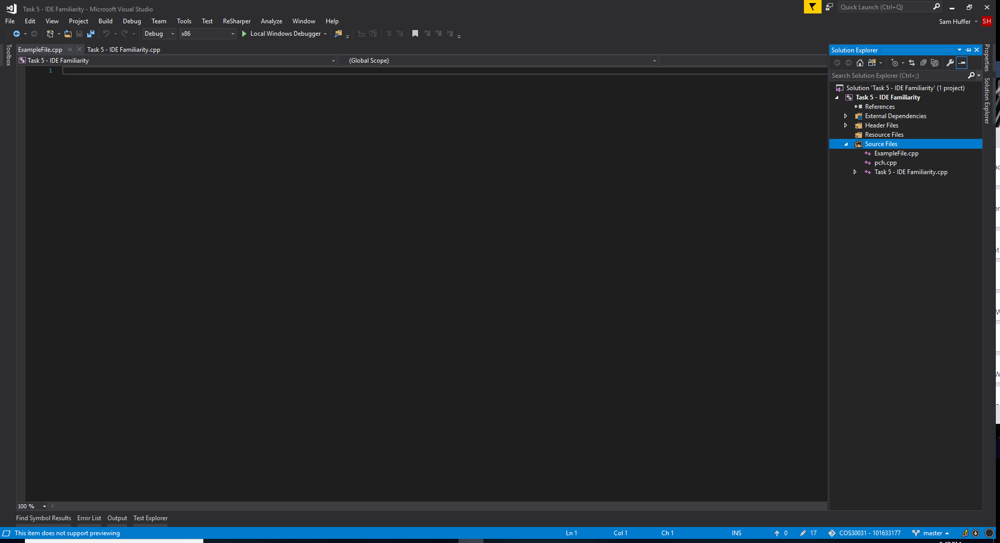 Task 5 - IDE Familiarity - Microsoft Visual Studio
Quick Launch (Ctrl+Q)
File Edit View Project Build Debug Team Tools Test ReSharper Analyze Window Help
Sam Huffer SH
Debug x86 Local Windows Debugger
Toolbox
ExampleFile.cpp Task 5 - IDE Familiarity.cpp
Task 5 - IDE Familiarity (Global Scope)
1
Solution Explorer
Search Solution Explorer (Ctrl+;)
Solution 'Task 5 - IDE Familiarity' (1 project)
Task 5 - IDE Familiarity
References
External Dependencies
Header Files
Resource Files
Source Files
ExampleFile.cpp
pch.cpp
Task 5 - IDE Familiarity.cpp
Properties
Solution Explorer
100 %
Find Symbol Results Error List Output Test Explorer
This item does not support previewing Ln 1 Col 1 Ch 1 INS 0 17 COS30031 - 101633177 master